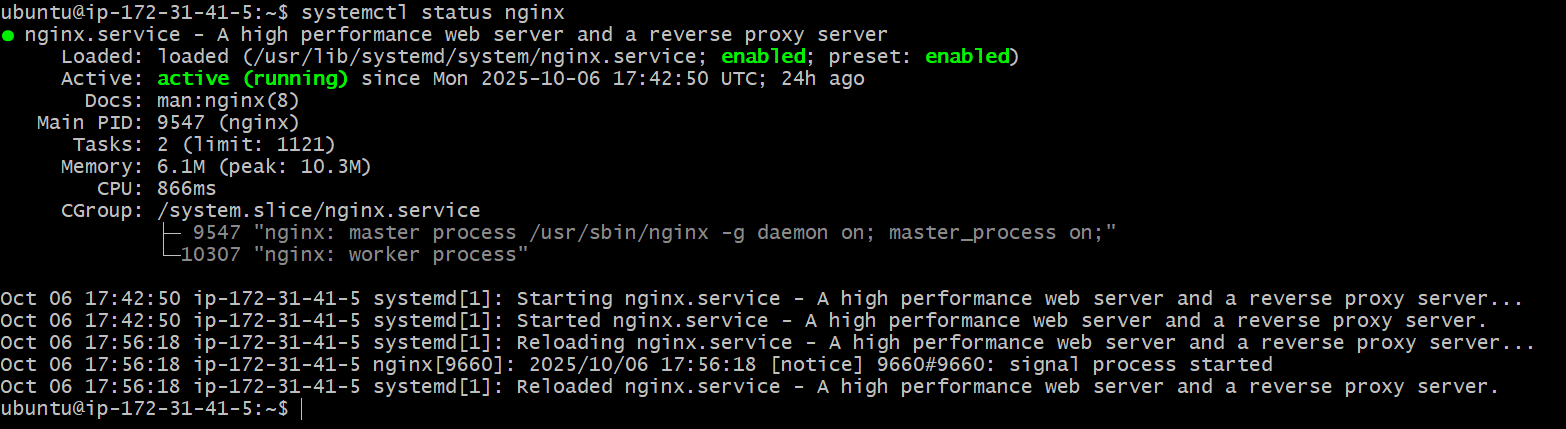 ubuntu@ip-172-31-41-5:~$ systemctl status nginx
● nginx.service - A high performance web server and a reverse proxy server
     Loaded: loaded (/usr/lib/systemd/system/nginx.service; enabled; preset: enabled)
     Active: active (running) since Mon 2025-10-06 17:42:50 UTC; 24h ago
       Docs: man:nginx(8)
   Main PID: 9547 (nginx)
      Tasks: 2 (limit: 1121)
     Memory: 6.1M (peak: 10.3M)
        CPU: 866ms
     CGroup: /system.slice/nginx.service
             ├─ 9547 "nginx: master process /usr/sbin/nginx -g daemon on; master_process on;"
             └─10307 "nginx: worker process"

Oct 06 17:42:50 ip-172-31-41-5 systemd[1]: Starting nginx.service - A high performance web server and a reverse proxy server...
Oct 06 17:42:50 ip-172-31-41-5 systemd[1]: Started nginx.service - A high performance web server and a reverse proxy server.
Oct 06 17:56:18 ip-172-31-41-5 systemd[1]: Reloading nginx.service - A high performance web server and a reverse proxy server...
Oct 06 17:56:18 ip-172-31-41-5 nginx[9660]: 2025/10/06 17:56:18 [notice] 9660#9660: signal process started
Oct 06 17:56:18 ip-172-31-41-5 systemd[1]: Reloaded nginx.service - A high performance web server and a reverse proxy server.
ubuntu@ip-172-31-41-5:~$